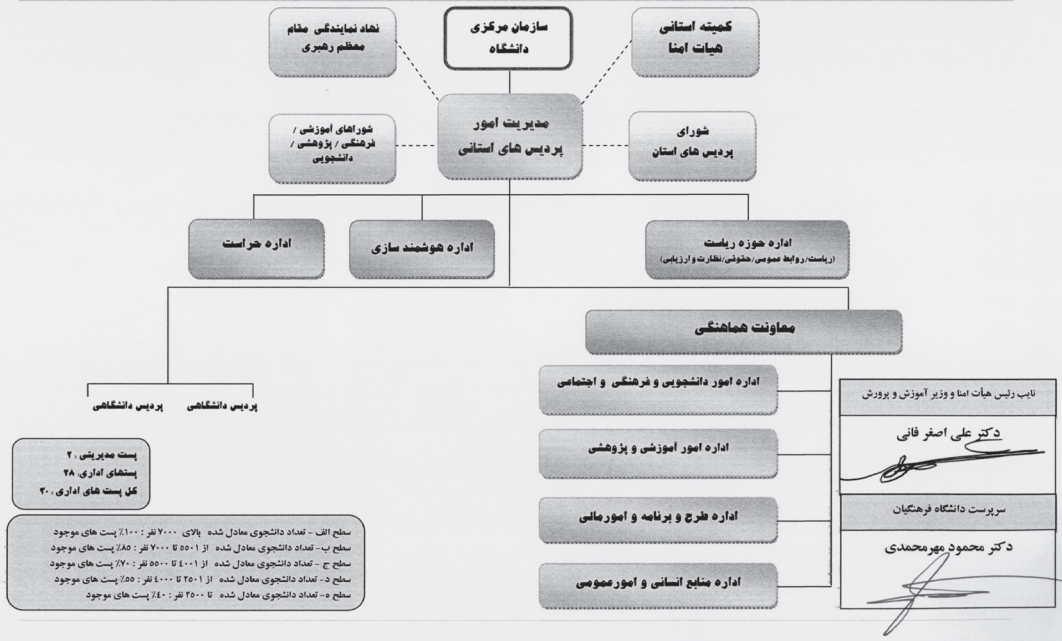 کمیته استانی
هیات امنا
سازمان مرکزی
دانشگاه
نهاد نمایندگی مقام
معظم رهبری
مدیریت امور
پردیس های استانی
شورای
پردیس های استان
شوراهای آموزشی /
فرهنگی / پژوهشی /
دانشجویی
اداره حوزه ریاست
(ریاست/روابط عمومی/حقوقی/نظارت و ارزیابی)
اداره هوشمند سازی
اداره حراست
معاونت هماهنگی
اداره امور دانشجویی و فرهنگی و اجتماعی
اداره امور آموزشی و پژوهشی
اداره طرح و برنامه و امورمالی
اداره منابع انسانی و امورعمومی
پردیس دانشگاهی
پردیس دانشگاهی
پست مدیریتی : ۲
پستهای اداری: ۲۸
کل پست های اداری : ۳۰
سطح الف - تعداد دانشجوی معادل شده بالای ۷۰۰۰ نفر : ۱۰۰٪ پست های موجود
سطح ب- تعداد دانشجوی معادل شده از ۵۵۰۱ تا ۷۰۰۰ نفر : ۸۵٪ پست های موجود
سطح ج - تعداد دانشجوی معادل شده از ۴۰۰۱ تا ۵۵۰۰ نفر : ۷۰٪ پست های موجود
سطح د- تعداد دانشجوی معادل شده از ۲۵۰۱ تا ۴۰۰۰ نفر : ۵۵٪ پست های موجود
سطح ه- تعداد دانشجوی معادل شده تا ۲۵۰۰ نفر : ۴۰٪ پست های موجود
نایب رئیس هیأت امنا و وزیر آموزش و پرورش
دکتر علی اصغر فانی
سرپرست دانشگاه فرهنگیان
دکتر محمود مهرمحمدی